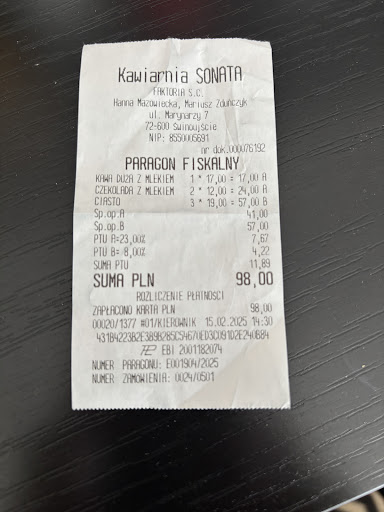 Kawiarnia SONATA
FAKTORIA S.C.
Hanna Mazowiecka, Mariusz Zduńczyk
ul. Marynarzy 7
72-600 Świnoujście
NIP: 8550005691
nr dok.000076192
PARAGON FISKALNY
KAWA DUŻA Z MLEKIEM 1 * 17,00 = 17,00 A
CZEKOLADA Z MLEKIEM 2 * 12,00 = 24,00 A
CIASTO 3 * 19,00 = 57,00 B
Sp.op.A 41,00
Sp.op.B 57,00
PTU A=23,00% 7,67
PTU B= 8,00% 4,22
SUMA PTU 11,89
SUMA PLN 98,00
ROZLICZENIE PŁATNOŚCI
ZAPŁACONO KARTA PLN 98,00
00020/1377 #01/KIEROWNIK 15.02.2025 14:30
EBI 2001182074
NUMER PARAGONU: E001904/2025
NUMER ZAMÓWIENIA: 0024/0501